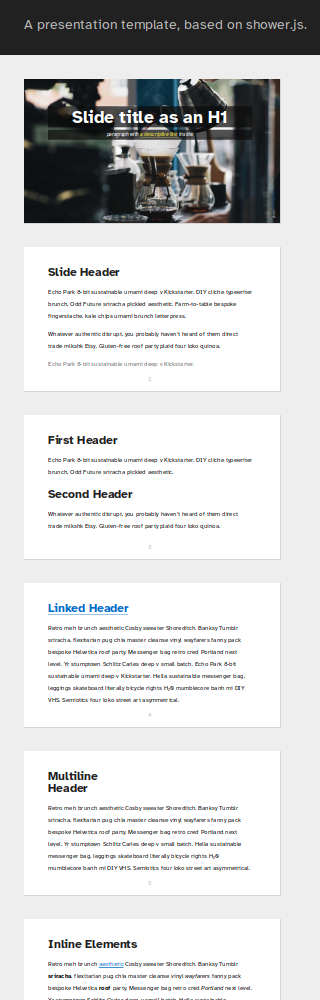 A presentation template, based on shower.js.
Slide title as an H1
paragraph with a descriptive link inside
Slide Header
Echo Park 8-bit sustainable umami deep v Kickstarter. DIY cliche typewriter
brunch. Odd Future sriracha pickled aesthetic. Farm-to-table bespoke
fingerstache, kale chips umami brunch letterpress.
Whatever authentic disrupt, you probably haven't heard of them direct
trade mlkshk Etsy. Gluten-free roof party plaid four loko quinoa.
Echo Park 8-bit sustainable umami deep v Kickstarter.
2
First Header
Echo Park 8-bit sustainable umami deep v Kickstarter. DIY cliche typewriter
brunch. Odd Future sriracha pickled aesthetic.
Second Header
Whatever authentic disrupt, you probably haven't heard of them direct
trade mlkshk Etsy. Gluten-free roof party plaid four loko quinoa.
3
Linked Header
Retro meh brunch aesthetic Cosby sweater Shoreditch. Banksy Tumblr
sriracha, flexitarian pug chia master cleanse vinyl wayfarers fanny pack
bespoke Helvetica roof party. Messenger bag retro cred Portland next
level. Yr stumptown Schlitz Carles deep v small batch. Echo Park 8-bit
sustainable umami deep v Kickstarter. Hella sustainable messenger bag,
leggings skateboard literally bicycle rights H₂0 mumblecore banh mi DIY
VHS. Semiotics four loko street art asymmetrical.
4
Multiline
Header
Retro meh brunch aesthetic Cosby sweater Shoreditch. Banksy Tumblr
sriracha, flexitarian pug chia master cleanse vinyl wayfarers fanny pack
bespoke Helvetica roof party. Messenger bag retro cred Portland next
level. Yr stumptown Schlitz Carles deep v small batch. Hella sustainable
messenger bag, leggings skateboard literally bicycle rights H₂0
mumblecore banh mi DIY VHS. Semiotics four loko street art asymmetrical.
5
Inline Elements
Retro meh brunch aesthetic Cosby sweater Shoreditch. Banksy Tumblr
sriracha, flexitarian pug chia master cleanse vinyl wayfarers fanny pack
bespoke Helvetica roof party. Messenger bag retro cred Portland next level.